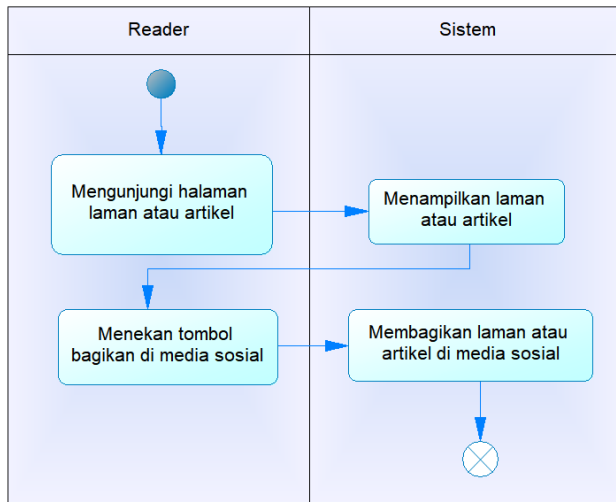 Reader
Sistem
Mengunjungi halaman
laman atau artikel
Menampilkan laman
atau artikel
Menekan tombol
bagikan di media sosial
Membagikan laman atau
artikel di media sosial